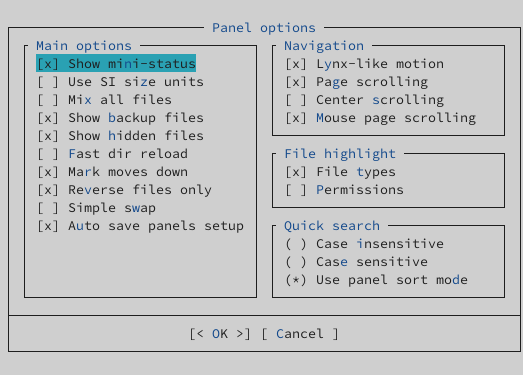 Panel options
Main options
[x] Show mini-status
[ ] Use SI size units
[ ] Mix all files
[x] Show backup files
[x] Show hidden files
[ ] Fast dir reload
[x] Mark moves down
[x] Reverse files only
[ ] Simple swap
[x] Auto save panels setup
Navigation
[x] Lynx-like motion
[x] Page scrolling
[ ] Center scrolling
[x] Mouse page scrolling
File highlight
[x] File types
[ ] Permissions
Quick search
( ) Case insensitive
( ) Case sensitive
(*) Use panel sort mode
[< OK >] [ Cancel ]